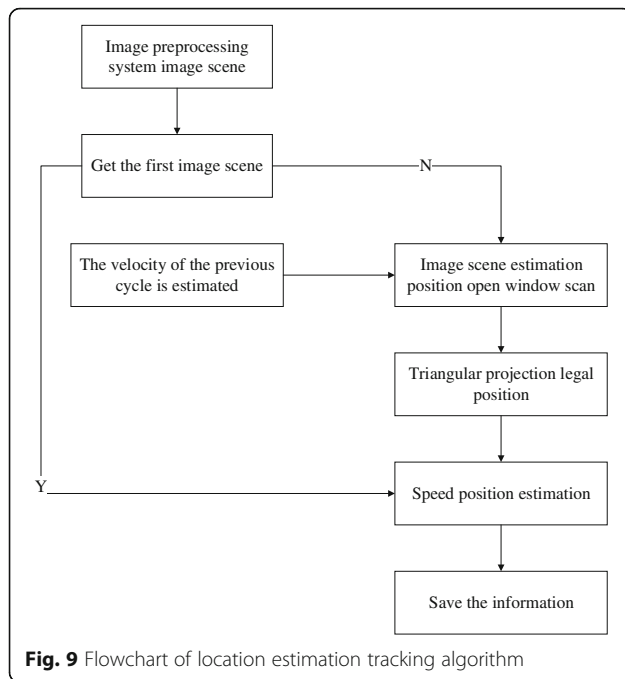 Image preprocessing
system image scene
Get the first image scene
N
The velocity of the previous
cycle is estimated
Image scene estimation
position open window scan
Triangular projection legal
position
Y
Speed position estimation
Save the information
Fig. 9 Flowchart of location estimation tracking algorithm